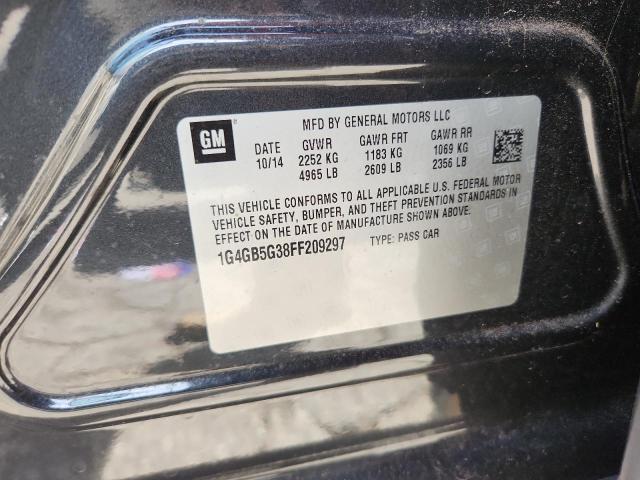 GM
MFD BY GENERAL MOTORS LLC
DATE GVWR GAWR FRT GAWR RR
10/14 2252 KG 1183 KG 1069 KG
4965 LB 2609 LB 2356 LB
THIS VEHICLE CONFORMS TO ALL APPLICABLE U.S. FEDERAL MOTOR
VEHICLE SAFETY, BUMPER, AND THEFT PREVENTION STANDARDS IN
EFFECT ON THE DATE OF MANUFACTURE SHOWN ABOVE.
1G4GB5G38FF209297 TYPE: PASS CAR